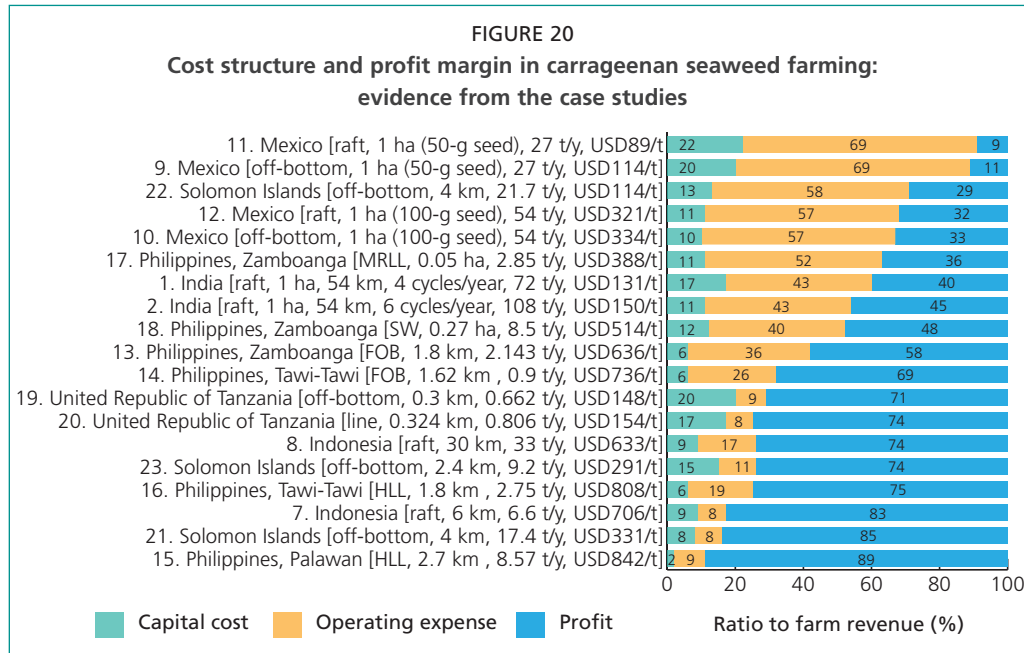 FIGURE 20
Cost structure and profit margin in carrageenan seaweed farming:
evidence from the case studies
11. Mexico [raft, 1 ha (50-g seed), 27 t/y, USD89/t] 22 69 9
9. Mexico [off-bottom, 1 ha (50-g seed), 27 t/y, USD114/t] 20 69 11
22. Solomon Islands [off-bottom, 4 km, 21.7 t/y, USD114/t] 13 58 29
12. Mexico [raft, 1 ha (100-g seed), 54 t/y, USD321/t] 11 57 32
10. Mexico [off-bottom, 1 ha (100-g seed), 54 t/y, USD334/t] 10 57 33
17. Philippines, Zamboanga [MRLL, 0.05 ha, 2.85 t/y, USD388/t] 11 52 36
1. India [raft, 1 ha, 54 km, 4 cycles/year, 72 t/y, USD131/t] 17 43 40
2. India [raft, 1 ha, 54 km, 6 cycles/year, 108 t/y, USD150/t] 11 43 45
18. Philippines, Zamboanga [SW, 0.27 ha, 8.5 t/y, USD514/t] 12 40 48
13. Philippines, Zamboanga [FOB, 1.8 km, 2.143 t/y, USD636/t] 6 36 58
14. Philippines, Tawi-Tawi [FOB, 1.62 km , 0.9 t/y, USD736/t] 6 26 69
19. United Republic of Tanzania [off-bottom, 0.3 km, 0.662 t/y, USD148/t] 20 9 71
20. United Republic of Tanzania [line, 0.324 km, 0.806 t/y, USD154/t] 17 8 74
8. Indonesia [raft, 30 km, 33 t/y, USD633/t] 9 17 74
23. Solomon Islands [off-bottom, 2.4 km, 9.2 t/y, USD291/t] 15 11 74
16. Philippines, Tawi-Tawi [HLL, 1.8 km , 2.75 t/y, USD808/t] 6 19 75
7. Indonesia [raft, 6 km, 6.6 t/y, USD706/t] 9 8 83
21. Solomon Islands [off-bottom, 4 km, 17.4 t/y, USD331/t] 8 8 85
15. Philippines, Palawan [HLL, 2.7 km , 8.57 t/y, USD842/t] 2 9 89
0 20 40 60 80 100
Capital cost Operating expense Profit Ratio to farm revenue (%)